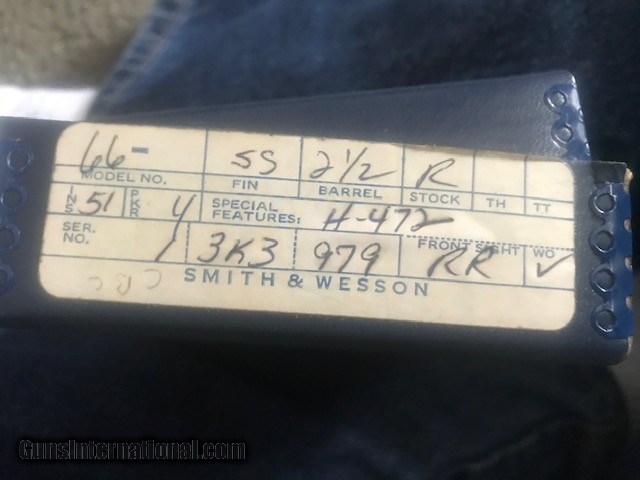 66- SS 2 1/2 R
MODEL NO. FIN BARREL STOCK TH TT
INS 51 PKR 4 SPECIAL FEATURES: H-472
SER. NO. 1 3K3 979 FRONT SIGHT RR WO ✓
SMITH & WESSON
GunsInternational.com